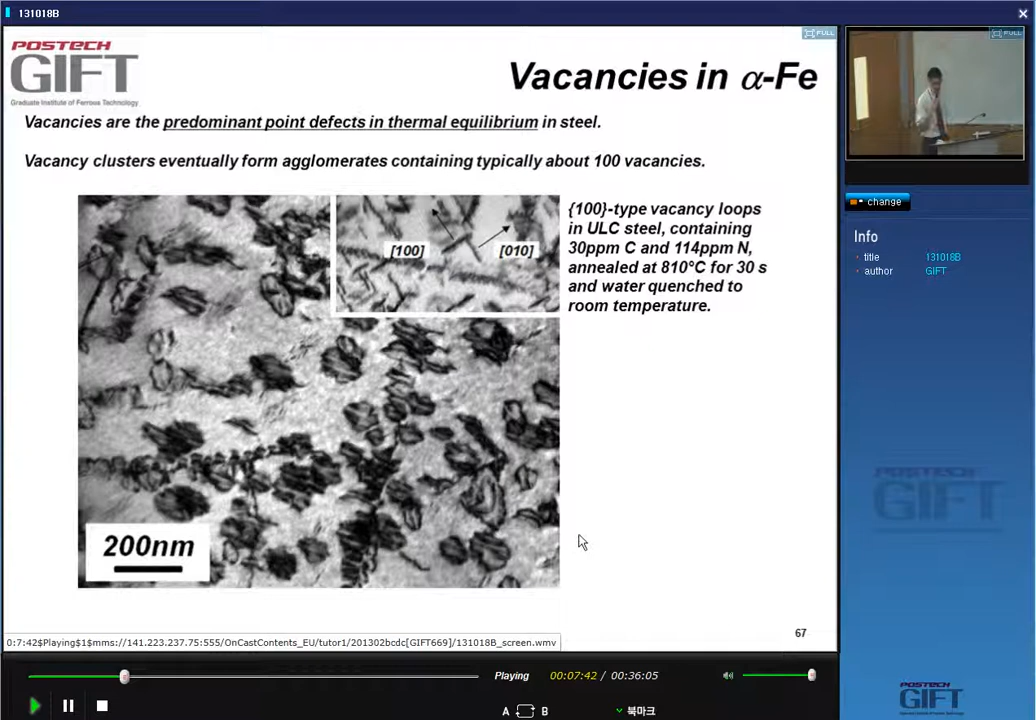 131018B
POSTECH
GIFT
Graduate Institute of Ferrous Technology
FULL
FULL
Vacancies in α-Fe
Vacancies are the predominant point defects in thermal equilibrium in steel.
Vacancy clusters eventually form agglomerates containing typically about 100 vacancies.
[100]
[010]
{100}-type vacancy loops
in ULC steel, containing
30ppm C and 114ppm N,
annealed at 810°C for 30 s
and water quenched to
room temperature.
200nm
67
0:7:42$Playing$1$mms://141.223.237.75:555/OnCastContents_EU/tutor1/201302bcdc[GIFT669]/131018B_screen.wmv
change
Info
title 131018B
author GIFT
POSTECH
GIFT
Playing 00:07:42 / 00:36:05
A B 북마크
POSTECH
GIFT